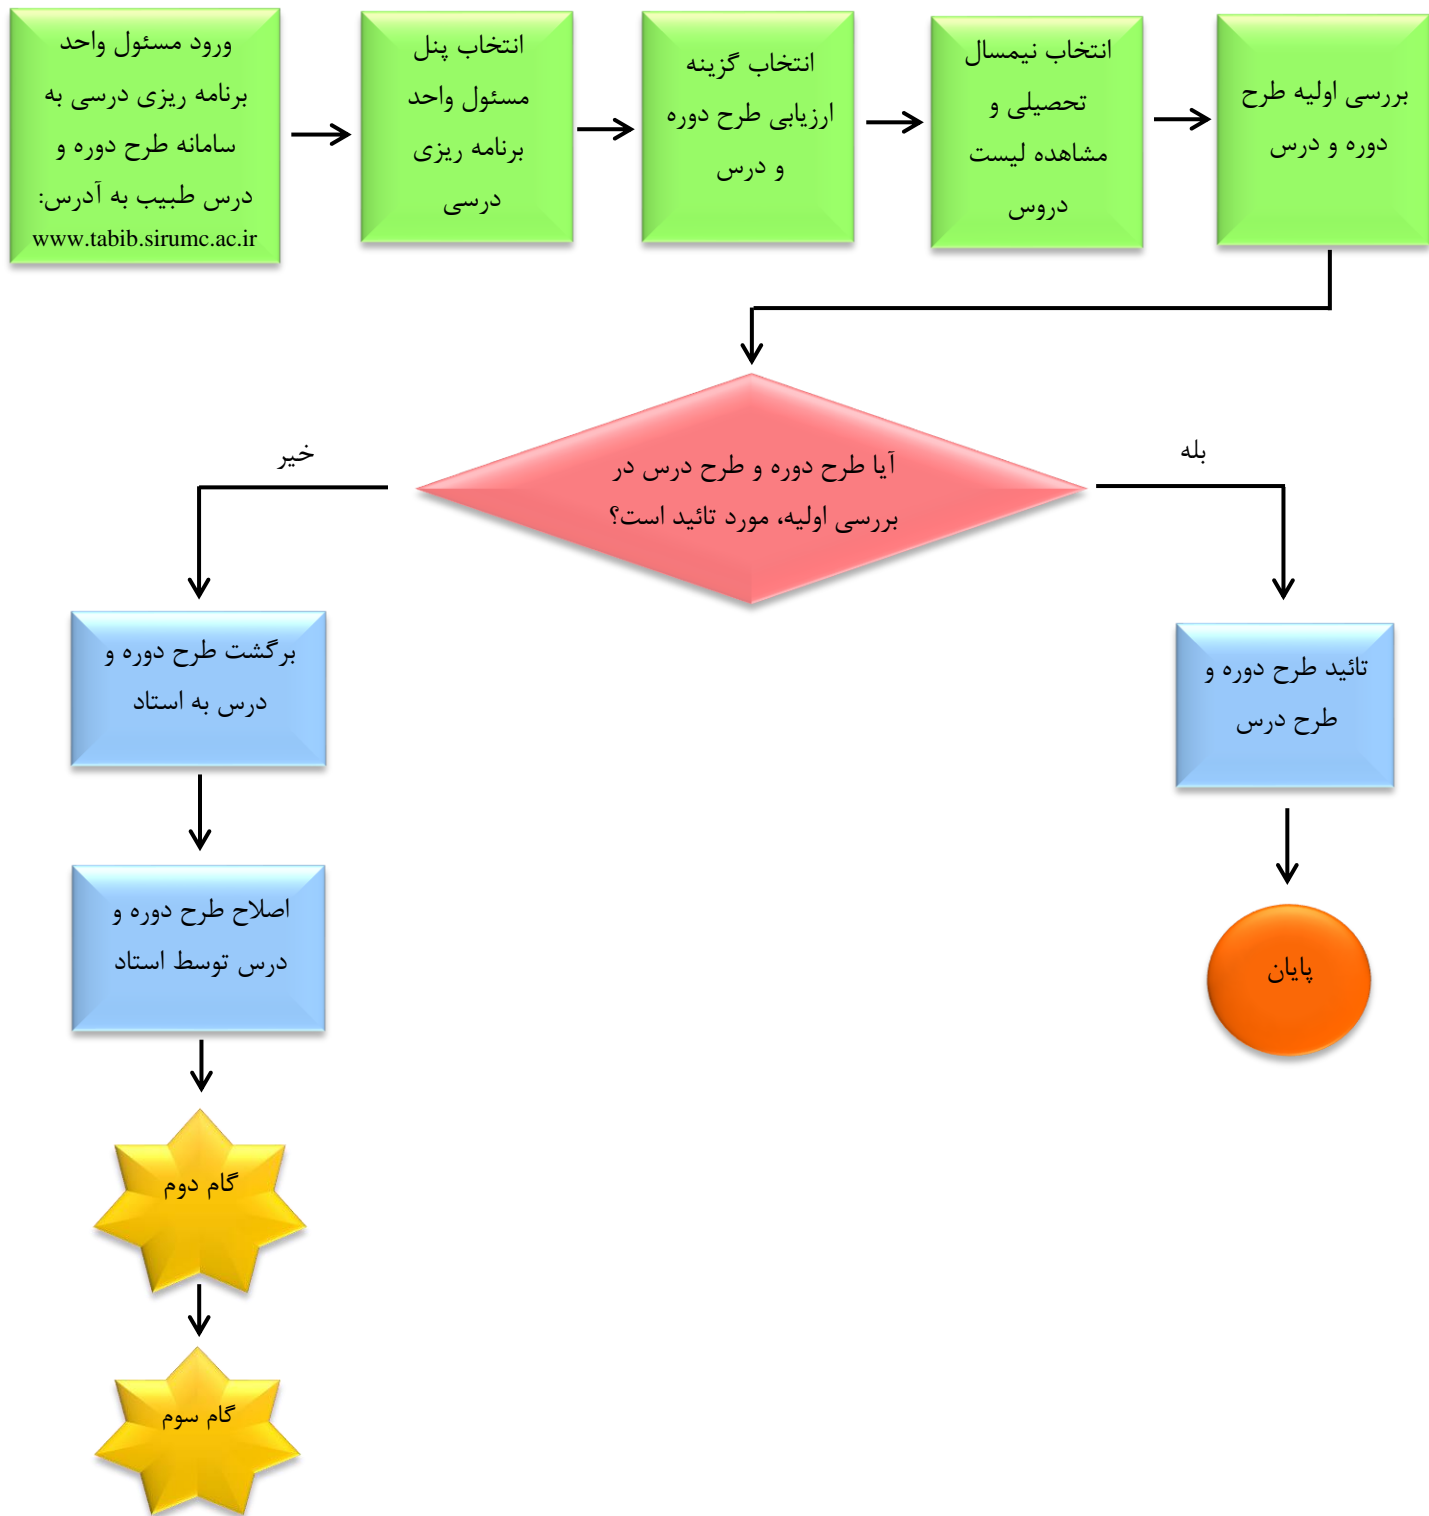 ورود مسئول واحد
برنامه ریزی درسی به
سامانه طرح دوره و
درس طبیب به آدرس:
www.tabib.sirumc.ac.ir
انتخاب پنل
مسئول واحد
برنامه ریزی
درسی
انتخاب گزینه
ارزیابی طرح دوره
و درس
انتخاب نیمسال
تحصیلی و
مشاهده لیست
دروس
بررسی اولیه طرح
دوره و درس
آیا طرح دوره و طرح درس در
بررسی اولیه، مورد تائید است؟
بله
خیر
تائید طرح دوره و
طرح درس
پایان
برگشت طرح دوره و
درس به استاد
اصلاح طرح دوره و
درس توسط استاد
گام دوم
گام سوم